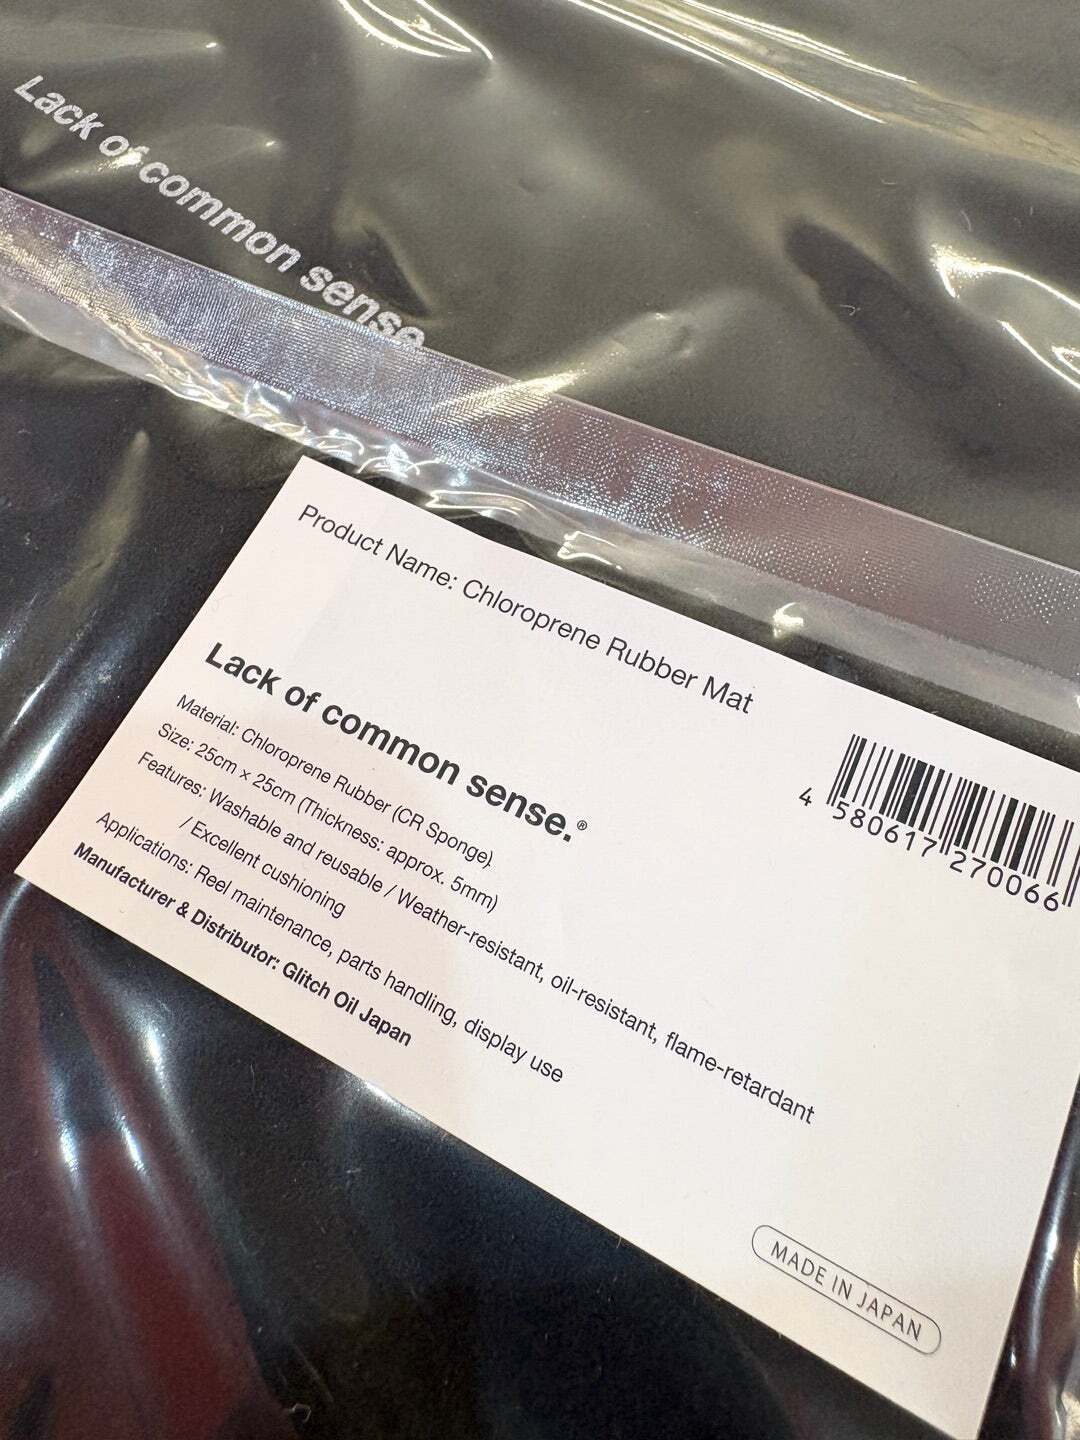 Lack of common sense
Product Name: Chloroprene Rubber Mat
Lack of common sense.®
Material: Chloroprene Rubber (CR Sponge)
Size: 25cm × 25cm (Thickness: approx. 5mm)
Features: Washable and reusable / Weather-resistant, oil-resistant, flame-retardant
/ Excellent cushioning
Applications: Reel maintenance, parts handling, display use
Manufacturer & Distributor: Glitch Oil Japan
4 580617 270066
MADE IN JAPAN